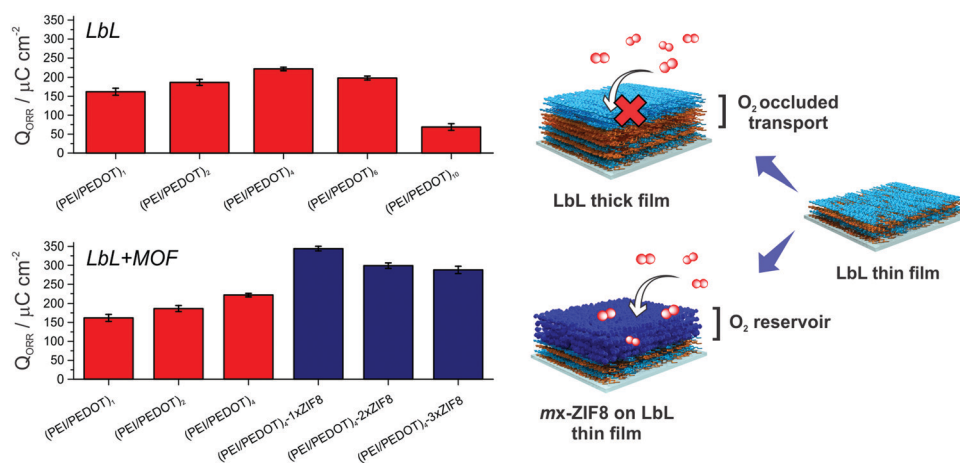 LbL
Q_ORR / μC cm⁻²
350
300
250
200
150
100
50
0
(PEI/PEDOT)₁
(PEI/PEDOT)₂
(PEI/PEDOT)₄
(PEI/PEDOT)₆
(PEI/PEDOT)₁₀
LbL+MOF
Q_ORR / μC cm⁻²
350
300
250
200
150
100
50
0
(PEI/PEDOT)₁
(PEI/PEDOT)₂
(PEI/PEDOT)₄
(PEI/PEDOT)₄-1xZIF8
(PEI/PEDOT)₄-2xZIF8
(PEI/PEDOT)₄-3xZIF8
O₂ occluded
transport
LbL thick film
LbL thin film
O₂ reservoir
mx-ZIF8 on LbL
thin film